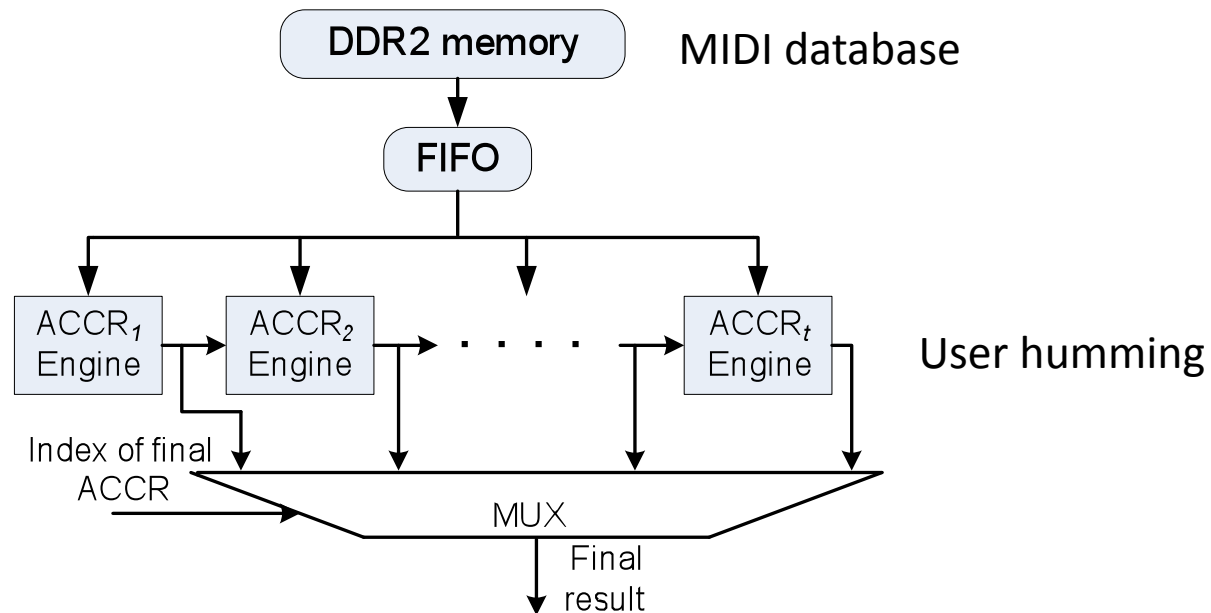 DDR2 memory
MIDI database
FIFO
ACCR1
Engine
ACCR2
Engine
. . . .
ACCRt
Engine
User humming
Index of final
ACCR
MUX
Final
result